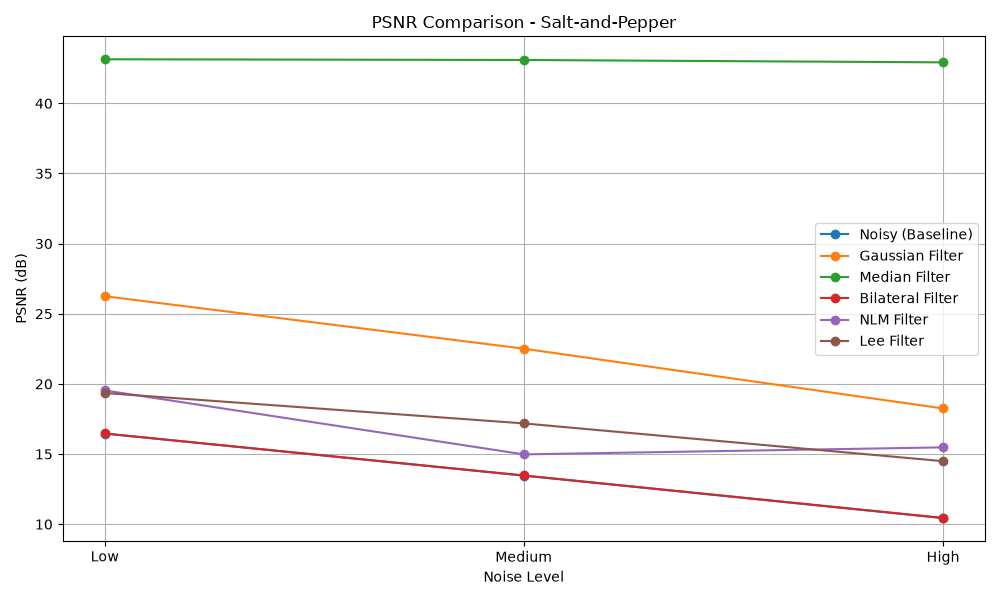 PSNR Comparison - Salt-and-Pepper
PSNR (dB)
40
35
30
25
20
15
10
Noisy (Baseline)
Gaussian Filter
Median Filter
Bilateral Filter
NLM Filter
Lee Filter
Low
Medium
High
Noise Level